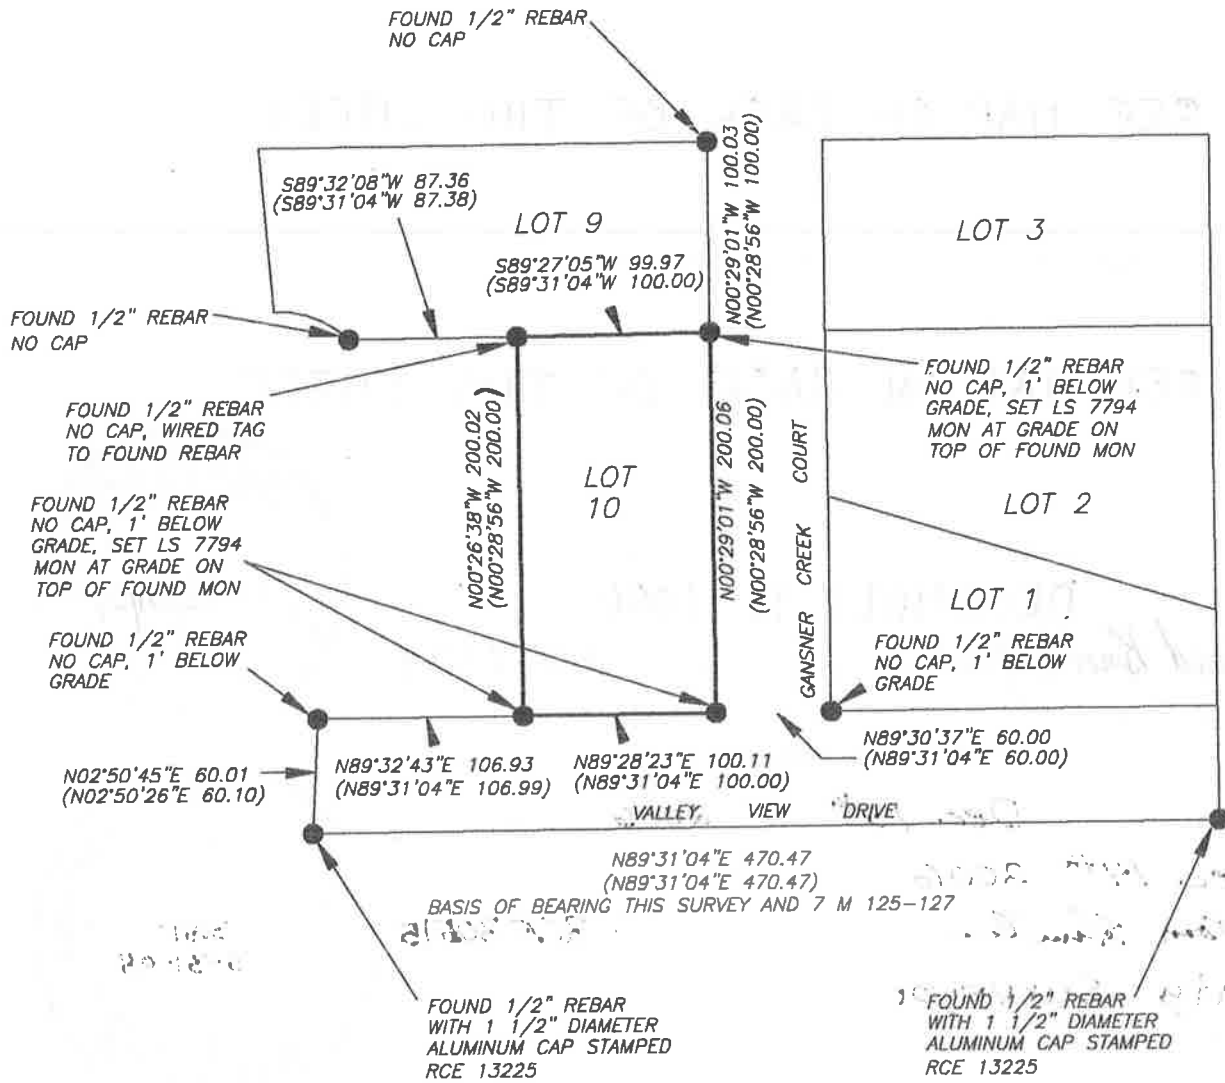 FOUND 1/2" REBAR
NO CAP
S89°32'08"W 87.36
(S89°31'04"W 87.38)
LOT 9
N00°29'01"W 100.03
(N00°28'56"W 100.00)
LOT 3
S89°27'05"W 99.97
(S89°31'04"W 100.00)
FOUND 1/2" REBAR
NO CAP
FOUND 1/2" REBAR
NO CAP, 1' BELOW
GRADE, SET LS 7794
MON AT GRADE ON
TOP OF FOUND MON
FOUND 1/2" REBAR
NO CAP, WIRED TAG
TO FOUND REBAR
N00°26'38"W 200.02
(N00°28'56"W 200.00)
LOT
10
N00°29'01"W 200.06
(N00°28'56"W 200.00)
GANSNER CREEK COURT
LOT 2
FOUND 1/2" REBAR
NO CAP, 1' BELOW
GRADE, SET LS 7794
MON AT GRADE ON
TOP OF FOUND MON
LOT 1
FOUND 1/2" REBAR
NO CAP, 1' BELOW
GRADE
FOUND 1/2" REBAR
NO CAP, 1' BELOW
GRADE
N02°50'45"E 60.01
(N02°50'26"E 60.10)
N89°32'43"E 106.93
(N89°31'04"E 106.99)
N89°28'23"E 100.11
(N89°31'04"E 100.00)
N89°30'37"E 60.00
(N89°31'04"E 60.00)
VALLEY VIEW DRIVE
N89°31'04"E 470.47
(N89°31'04"E 470.47)
BASIS OF BEARING THIS SURVEY AND 7 M 125-127
FOUND 1/2" REBAR
WITH 1 1/2" DIAMETER
ALUMINUM CAP STAMPED
RCE 13225
FOUND 1/2" REBAR
WITH 1 1/2" DIAMETER
ALUMINUM CAP STAMPED
RCE 13225